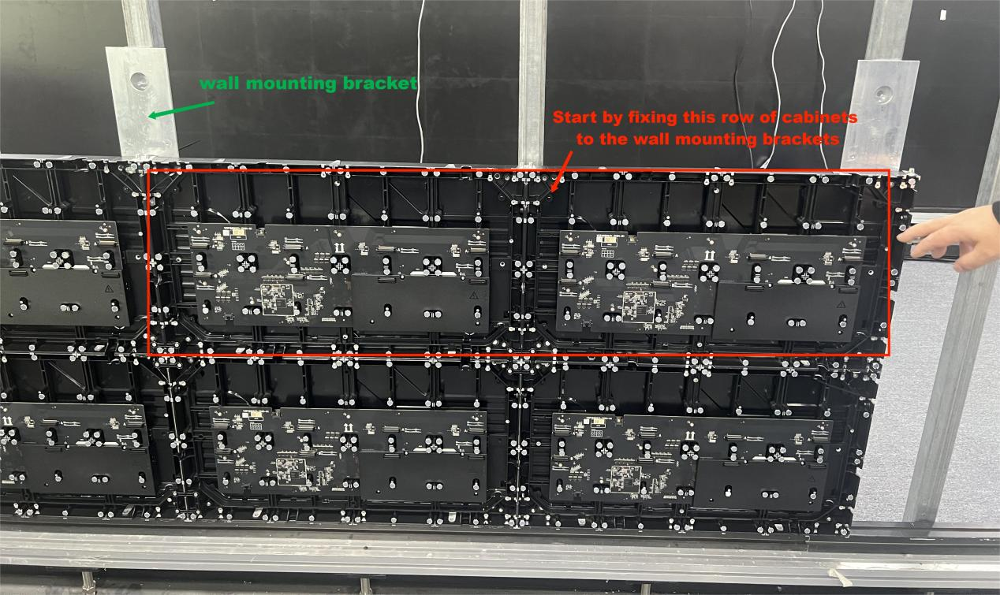 wall mounting bracket
Start by fixing this row of cabinets
to the wall mounting brackets